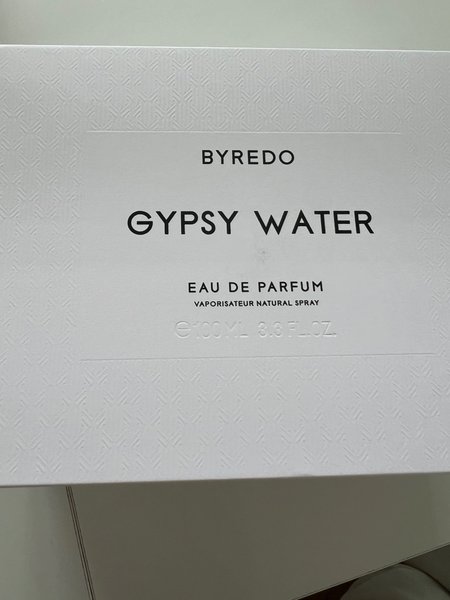 BYREDO
GYPSY WATER
EAU DE PARFUM
VAPORISATEUR NATURAL SPRAY
℮100ML 3.3 FL.OZ.